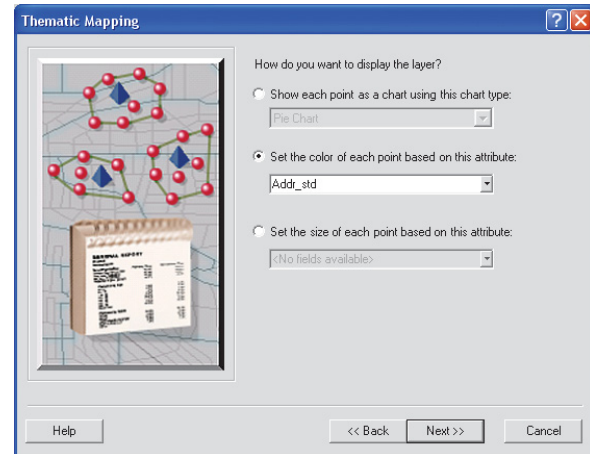 Thematic Mapping
How do you want to display the layer?
Show each point as a chart using this chart type:
Pie Chart
Set the color of each point based on this attribute:
Addr_std
Set the size of each point based on this attribute:
<No fields available>
Help
<< Back
Next >>
Cancel